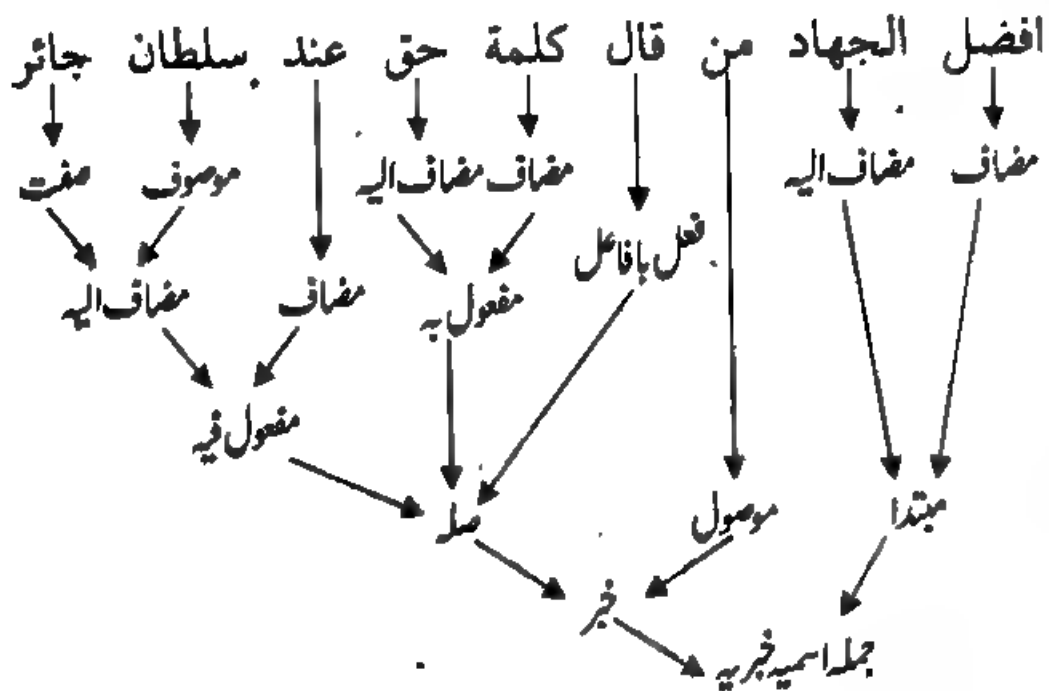 افضل الجهاد من قال كلمة حق عند سلطان جائر
مضاف مضاف الیہ مضاف مضاف الیہ موصوف صفت
فعل بافاعل
مفعول بہ مضاف مضاف الیہ
مفعول فیہ
مبتدا موصول صلہ
خبر
جملہ اسمیہ خبریہ